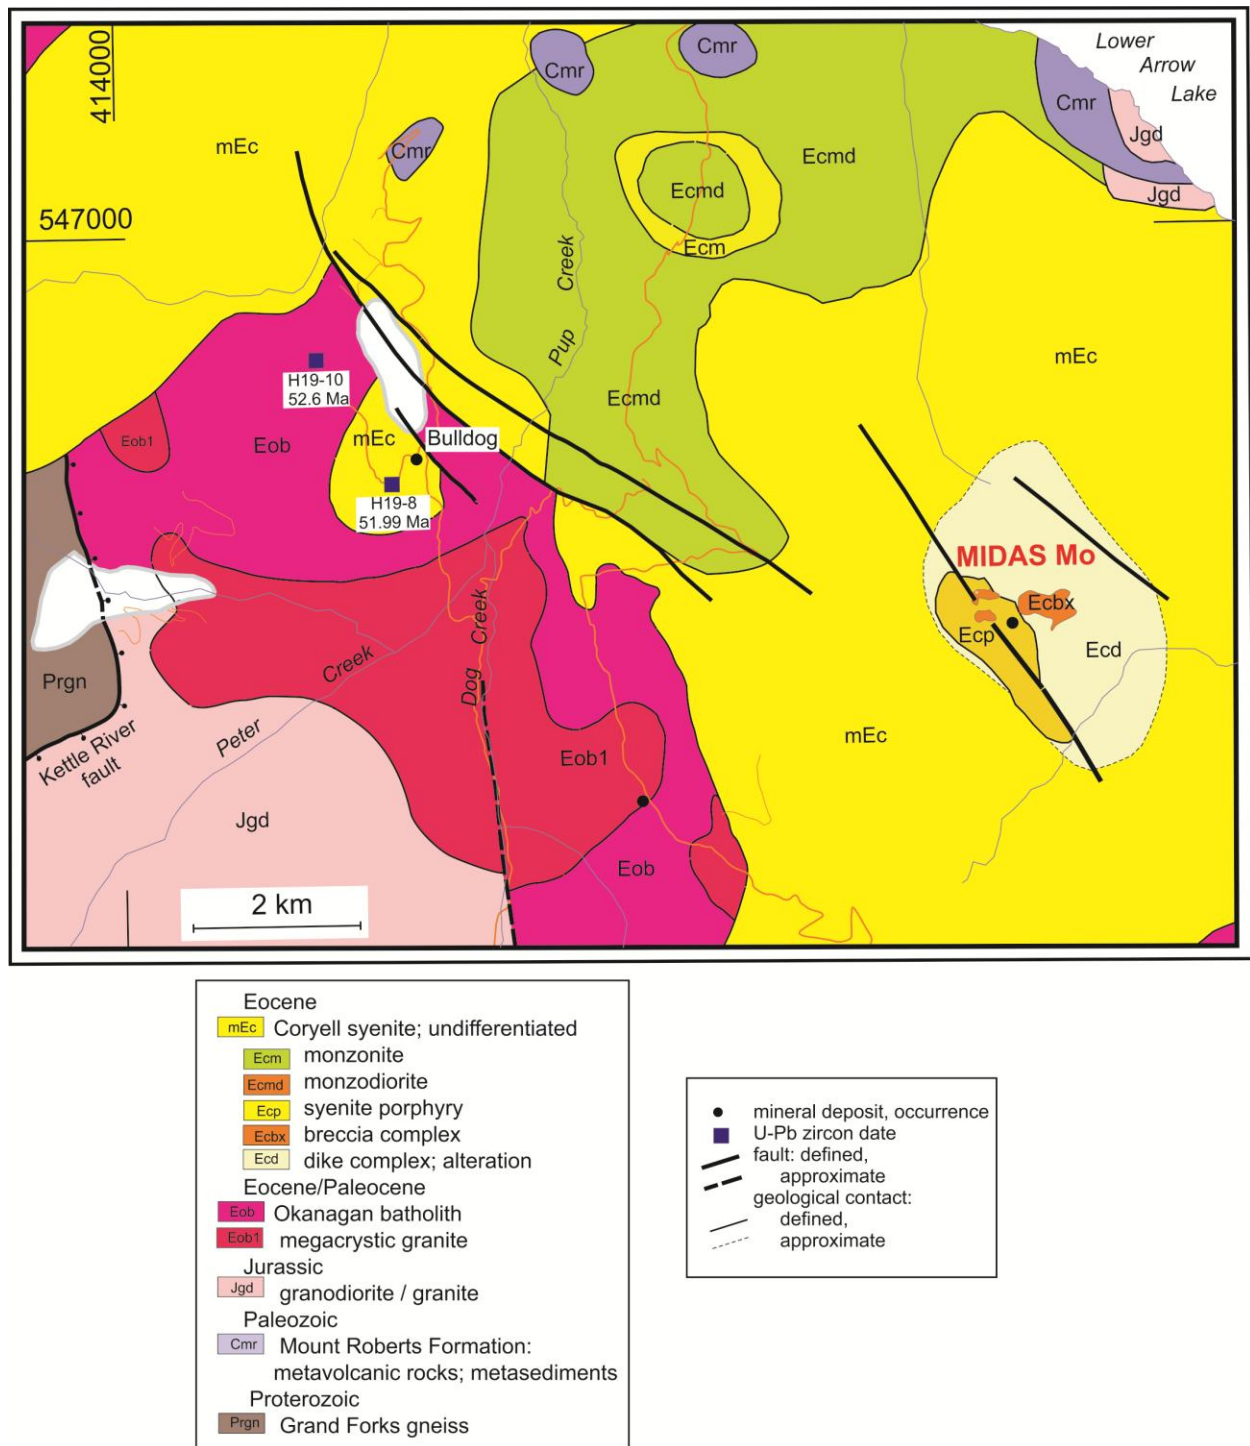 414000
Cmr
Cmr
Lower
Arrow
Lake
Cmr
Jgd
Jgd
mEc
Cmr
Ecmd
Ecmd
547000
Ecm
Creek
Pup
mEc
H19-10
52.6 Ma
Ecmd
mEc
Bulldog
Eob1
Eob
H19-8
51.99 Ma
MIDAS Mo
Ecbx
Ecp
Ecd
Creek
Dog
Creek
Peter
Prgn
Kettle River
fault
mEc
Eob1
Jgd
Eob
2 km
Eocene
mEc Coryell syenite; undifferentiated
Ecm monzonite
Ecmd monzodiorite
Ecp syenite porphyry
Ecbx breccia complex
Ecd dike complex; alteration
Eocene/Paleocene
Eob Okanagan batholith
Eob1 megacrystic granite
Jurassic
Jgd granodiorite / granite
Paleozoic
Cmr Mount Roberts Formation:
metavolcanic rocks; metasediments
Proterozoic
Prgn Grand Forks gneiss
mineral deposit, occurrence
U-Pb zircon date
fault: defined,
approximate
geological contact:
defined,
approximate